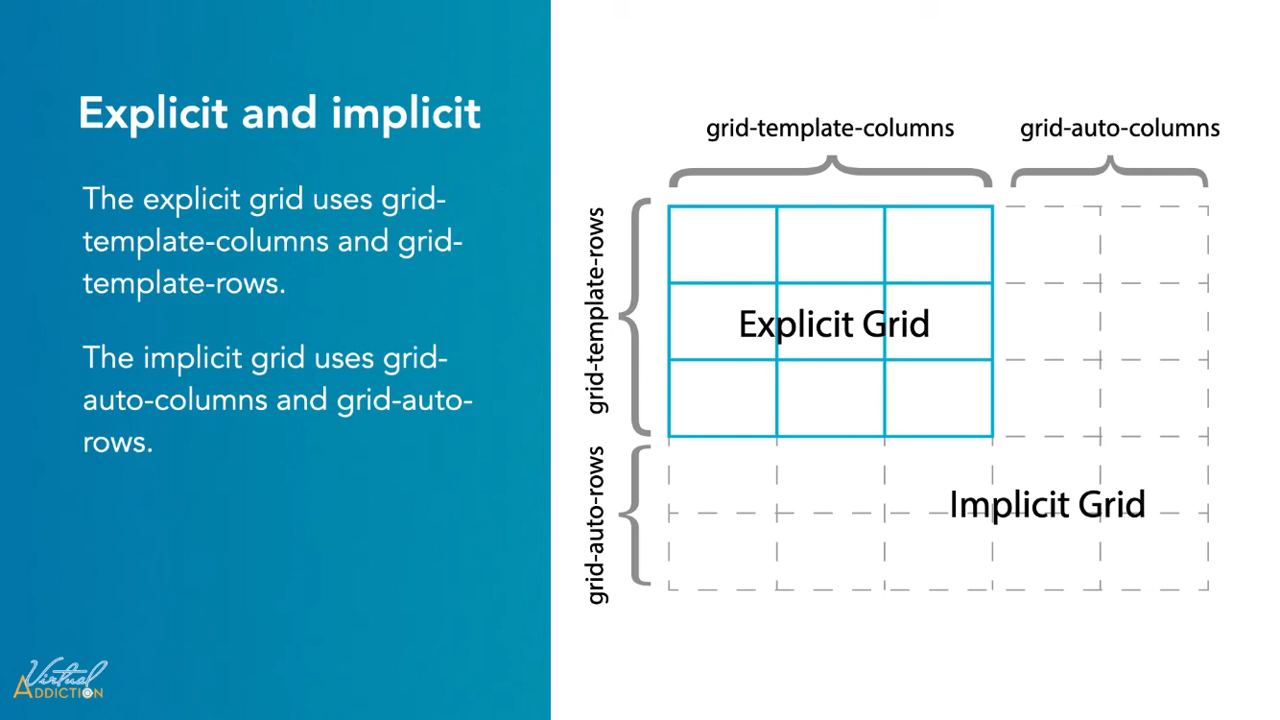 Explicit and implicit
The explicit grid uses grid-
template-columns and grid-
template-rows.
The implicit grid uses grid-
auto-columns and grid-auto-
rows.
Virtual
ADDICTION
grid-template-columns
grid-auto-columns
grid-template-rows
Explicit Grid
grid-auto-rows
Implicit Grid